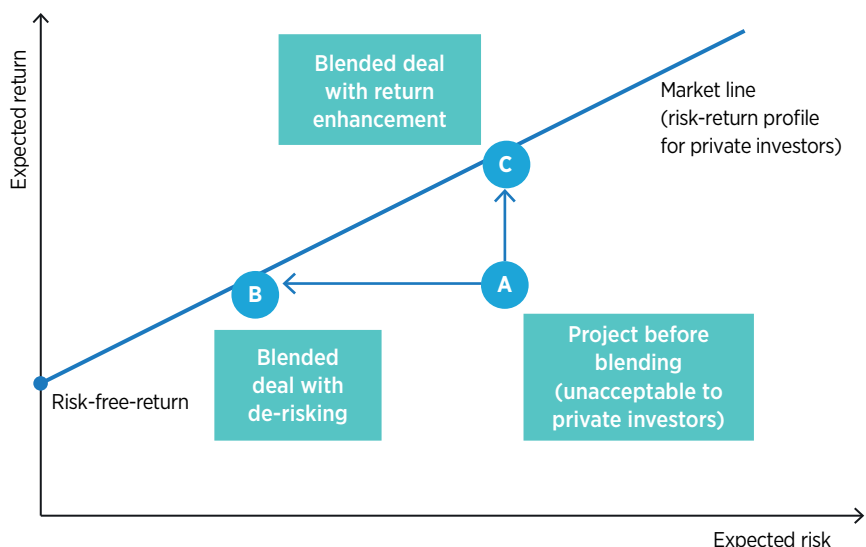 Expected return
Blended deal
with return
enhancement
Market line
(risk-return profile
for private investors)
C
B
A
Risk-free-return
Blended
deal with
de-risking
Project before
blending
(unacceptable to
private investors)
Expected risk